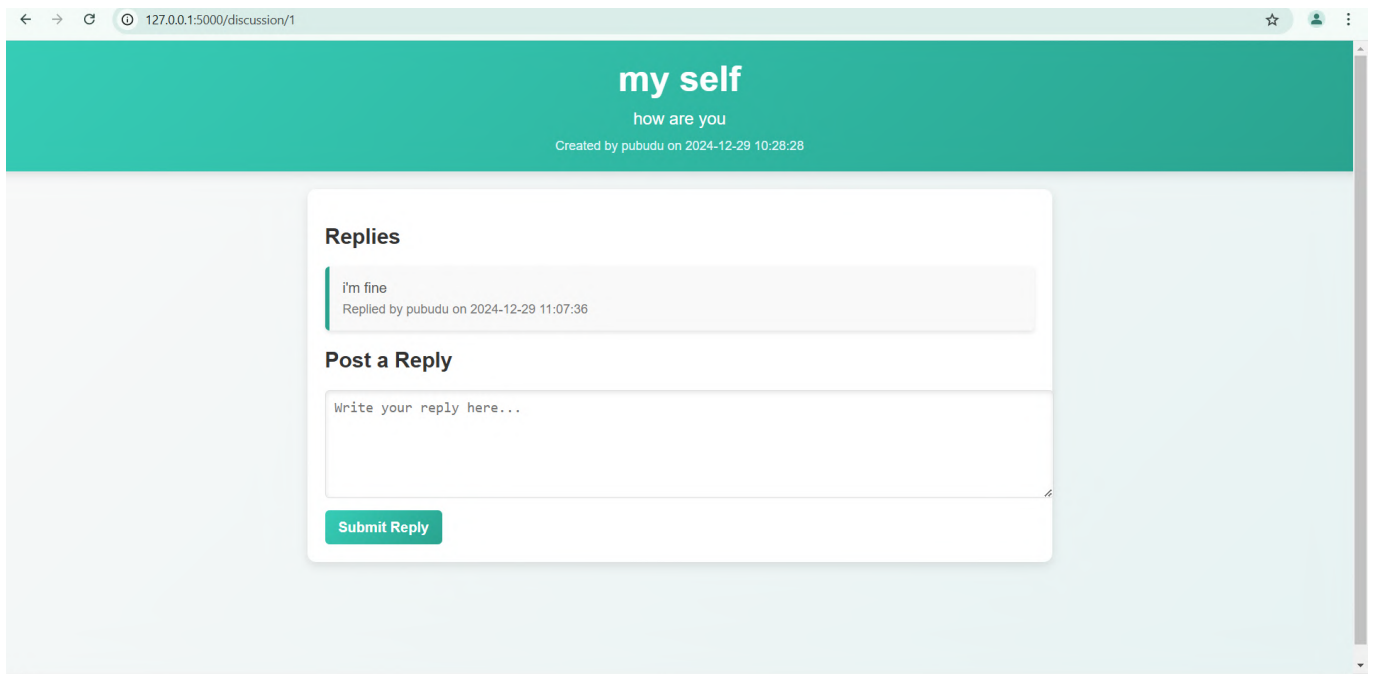 127.0.0.1:5000/discussion/1
my self
how are you
Created by pubudu on 2024-12-29 10:28:28
Replies
i'm fine
Replied by pubudu on 2024-12-29 11:07:36
Post a Reply
Write your reply here...
Submit Reply